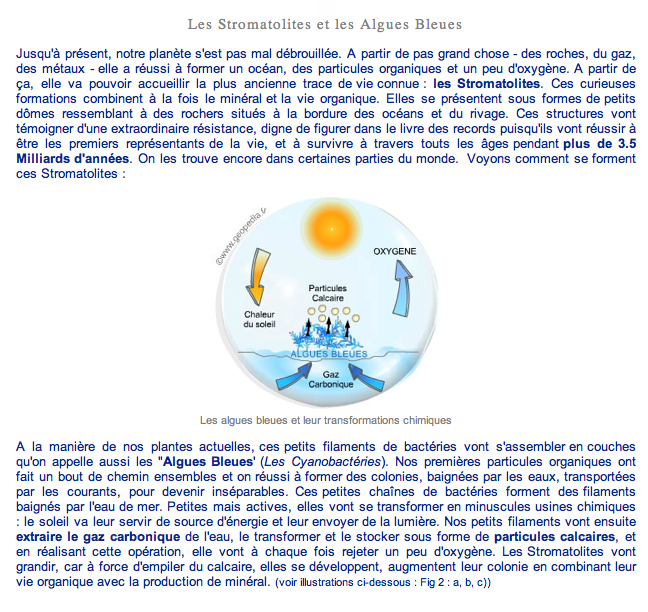 Les Stromatolites et les Algues Bleues
Jusqu'à présent, notre planète s'est pas mal débrouillée. A partir de pas grand chose - des roches, du gaz,
des métaux - elle a réussi à former un océan, des particules organiques et un peu d'oxygène. A partir de
ça, elle va pouvoir accueillir la plus ancienne trace de vie connue : les Stromatolites. Ces curieuses
formations combinent à la fois le minéral et la vie organique. Elles se présentent sous formes de petits
dômes ressemblant à des rochers situés à la bordure des océans et du rivage. Ces structures vont
témoigner d'une extraordinaire résistance, digne de figurer dans le livre des records puisqu'ils vont réussir à
être les premiers représentants de la vie, et à survivre à travers touts les âges pendant plus de 3.5
Milliards d'années. On les trouve encore dans certaines parties du monde. Voyons comment se forment
ces Stromatolites :
©www.geopedia.fr
OXYGENE
Particules
Calcaire
Chaleur
du soleil
ALGUES BLEUES
Gaz
Carbonique
Les algues bleues et leur transformations chimiques
A la manière de nos plantes actuelles, ces petits filaments de bactéries vont s'assembler en couches
qu'on appelle aussi les "Algues Bleues' (Les Cyanobactéries). Nos premières particules organiques ont
fait un bout de chemin ensembles et on réussi à former des colonies, baignées par les eaux, transportées
par les courants, pour devenir inséparables. Ces petites chaînes de bactéries forment des filaments
baignés par l'eau de mer. Petites mais actives, elles vont se transformer en minuscules usines chimiques
: le soleil va leur servir de source d'énergie et leur envoyer de la lumière. Nos petits filaments vont ensuite
extraire le gaz carbonique de l'eau, le transformer et le stocker sous forme de particules calcaires, et
en réalisant cette opération, elle vont à chaque fois rejeter un peu d'oxygène. Les Stromatolites vont
grandir, car à force d'empiler du calcaire, elles se développent, augmentent leur colonie en combinant leur
vie organique avec la production de minéral. (voir illustrations ci-dessous : Fig 2 : a, b, c))